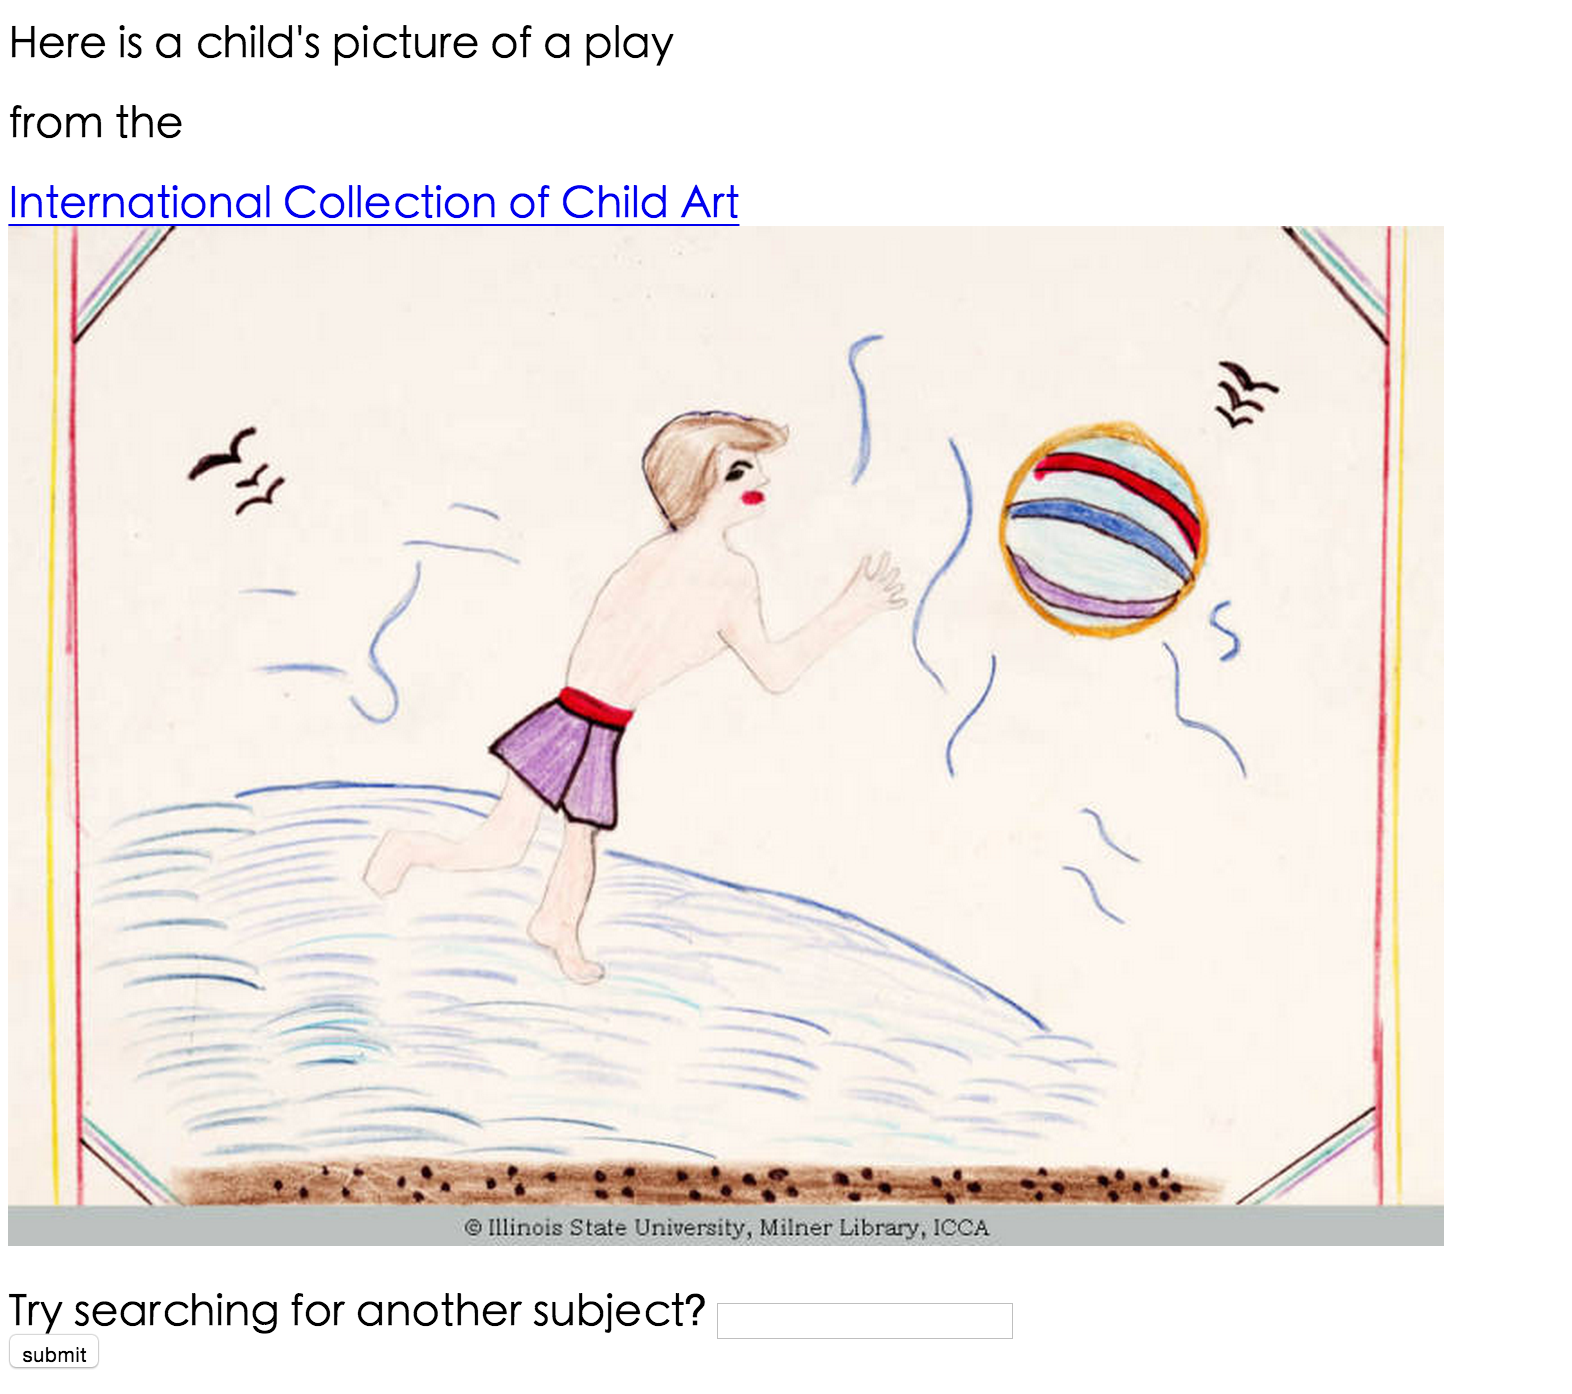 Here is a child's picture of a play
from the
International Collection of Child Art
© Illinois State University, Milner Library, ICCA
Try searching for another subject?
submit